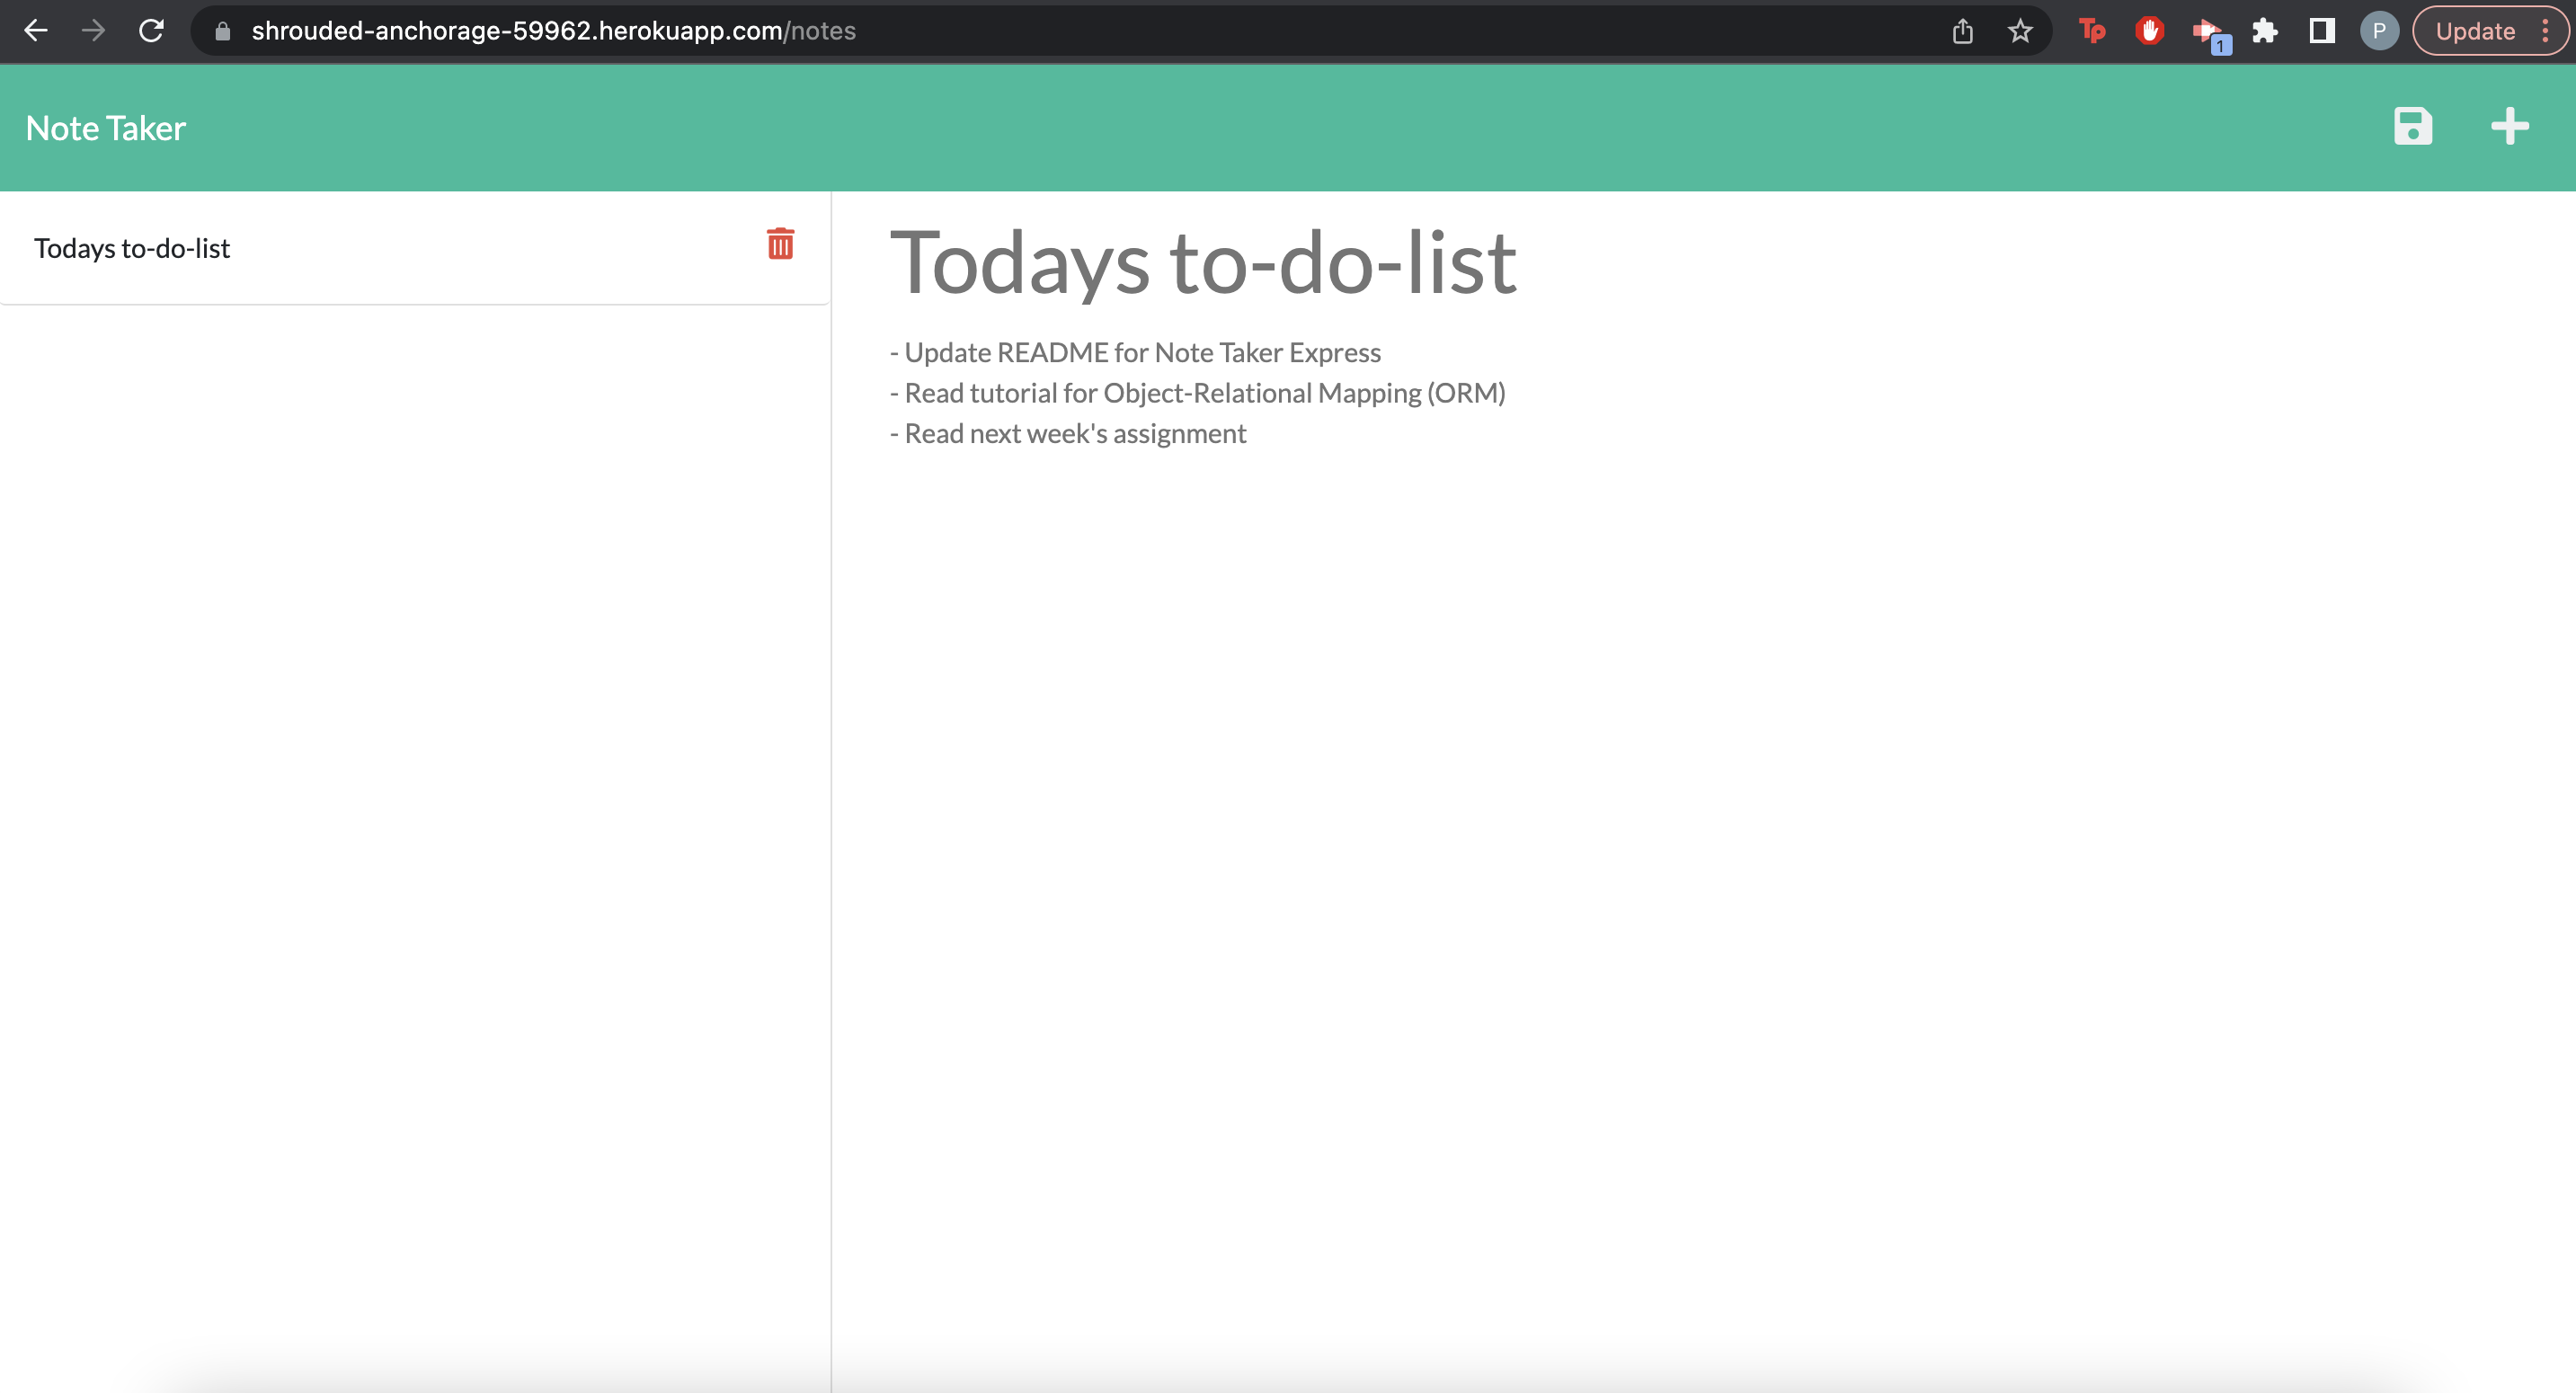 shrouded-anchorage-59962.herokuapp.com/notes
Tp
1
P
Update
Note Taker
Todays to-do-list
Todays to-do-list
- Update README for Note Taker Express
- Read tutorial for Object-Relational Mapping (ORM)
- Read next week's assignment